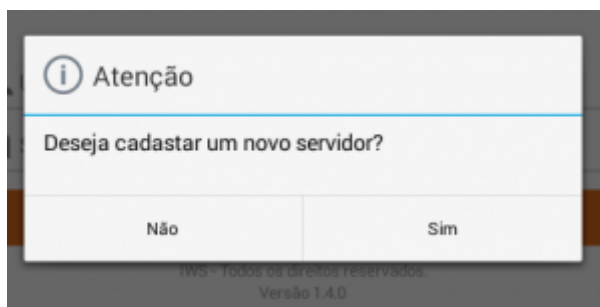 Atenção
Deseja cadastar um novo servidor?
Não
Sim
IWS - Todos os direitos reservados.
Versão 1.4.0